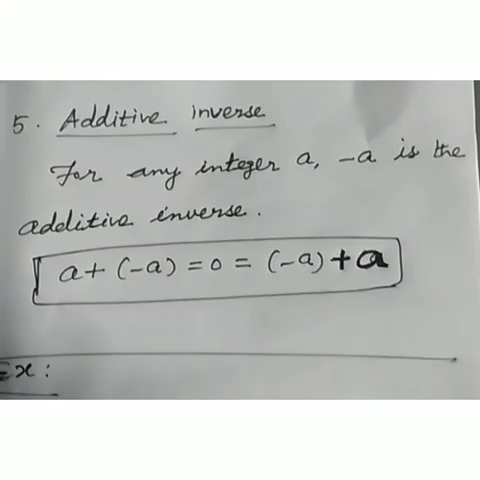 5. Additive inverse
For any integer a, -a is the
additive inverse.
a + (-a) = 0 = (-a) + a
Ex: